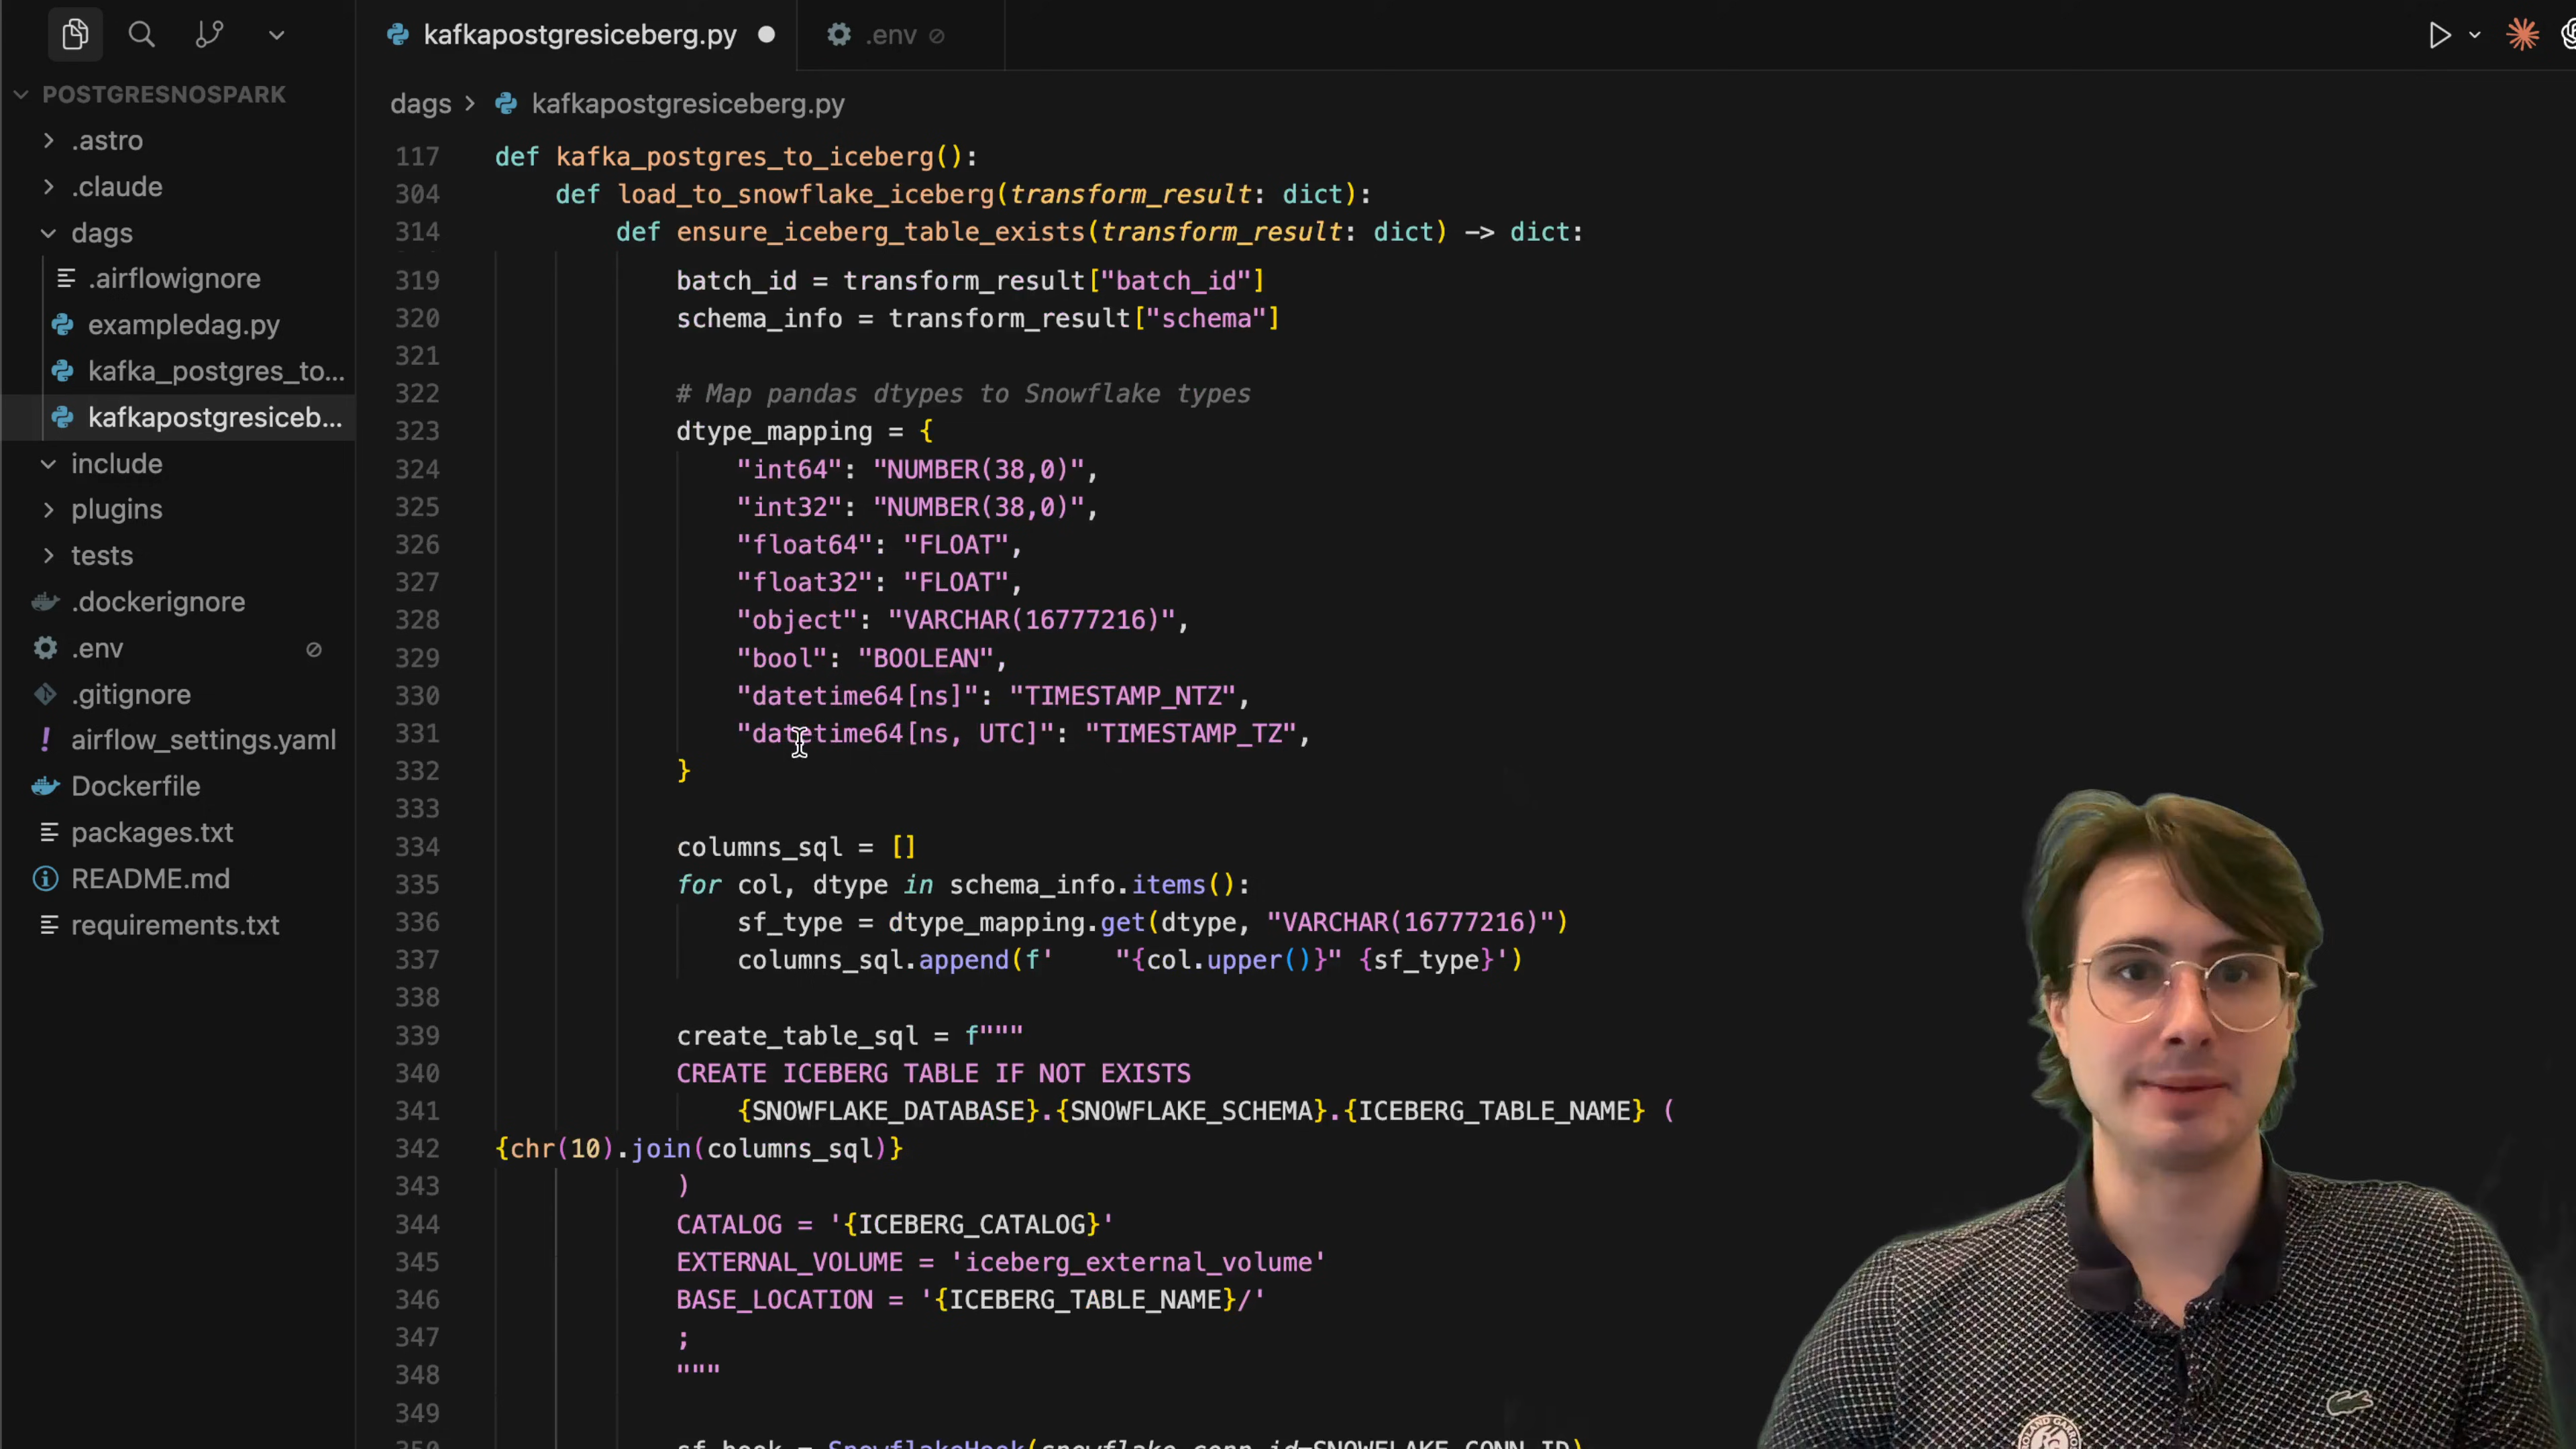 kafkapostgresiceberg.py
.env
POSTGRESNOSPARK
.astro
.claude
dags
.airflowignore
exampledag.py
kafka_postgres_to...
kafkapostgresiceb...
include
plugins
tests
.dockerignore
.env
.gitignore
! airflow_settings.yaml
Dockerfile
packages.txt
README.md
requirements.txt
dags > kafkapostgresiceberg.py
117 def kafka_postgres_to_iceberg():
304 def load_to_snowflake_iceberg(transform_result: dict):
314 def ensure_iceberg_table_exists(transform_result: dict) -> dict:
319 batch_id = transform_result["batch_id"]
320 schema_info = transform_result["schema"]
321
322 # Map pandas dtypes to Snowflake types
323 dtype_mapping = {
324 "int64": "NUMBER(38,0)",
325 "int32": "NUMBER(38,0)",
326 "float64": "FLOAT",
327 "float32": "FLOAT",
328 "object": "VARCHAR(16777216)",
329 "bool": "BOOLEAN",
330 "datetime64[ns]": "TIMESTAMP_NTZ",
331 "datetime64[ns, UTC]": "TIMESTAMP_TZ",
332 }
333
334 columns_sql = []
335 for col, dtype in schema_info.items():
336 sf_type = dtype_mapping.get(dtype, "VARCHAR(16777216)")
337 columns_sql.append(f'    "{col.upper()}" {sf_type}')
338
339 create_table_sql = f"""
340 CREATE ICEBERG TABLE IF NOT EXISTS
341 {SNOWFLAKE_DATABASE}.{SNOWFLAKE_SCHEMA}.{ICEBERG_TABLE_NAME} (
342 {chr(10).join(columns_sql)}
343 )
344 CATALOG = '{ICEBERG_CATALOG}'
345 EXTERNAL_VOLUME = 'iceberg_external_volume'
346 BASE_LOCATION = '{ICEBERG_TABLE_NAME}/'
347 ;
348 """
349
350 sf_hook = SnowflakeHook(snowflake_conn_id=SNOWFLAKE_CONN_ID)